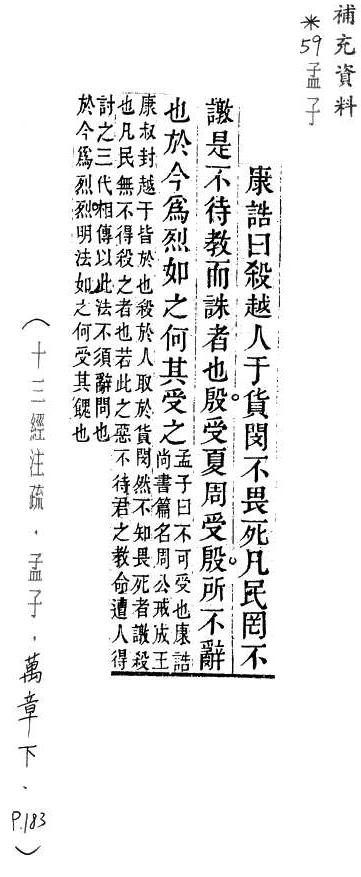 補充資料
*59孟子
康誥曰殺越人于貨閔不畏死凡民罔不
譈是不待教而誅者也殷。受夏周受殷。所不辭
也於今爲烈如之何其受之
孟子曰不可受也康誥
尚書篇名周公戒成王
康叔封越于皆於也殺於人取於貨閔然不知畏死者譈殺
也凡民無不得殺之者也若此之惡不待君之教命遭人得
討之三代相傳以此法不須辭問也
於今爲烈烈明法如之何受其餽也
(十三經注疏.孟子.萬章下.P.183)